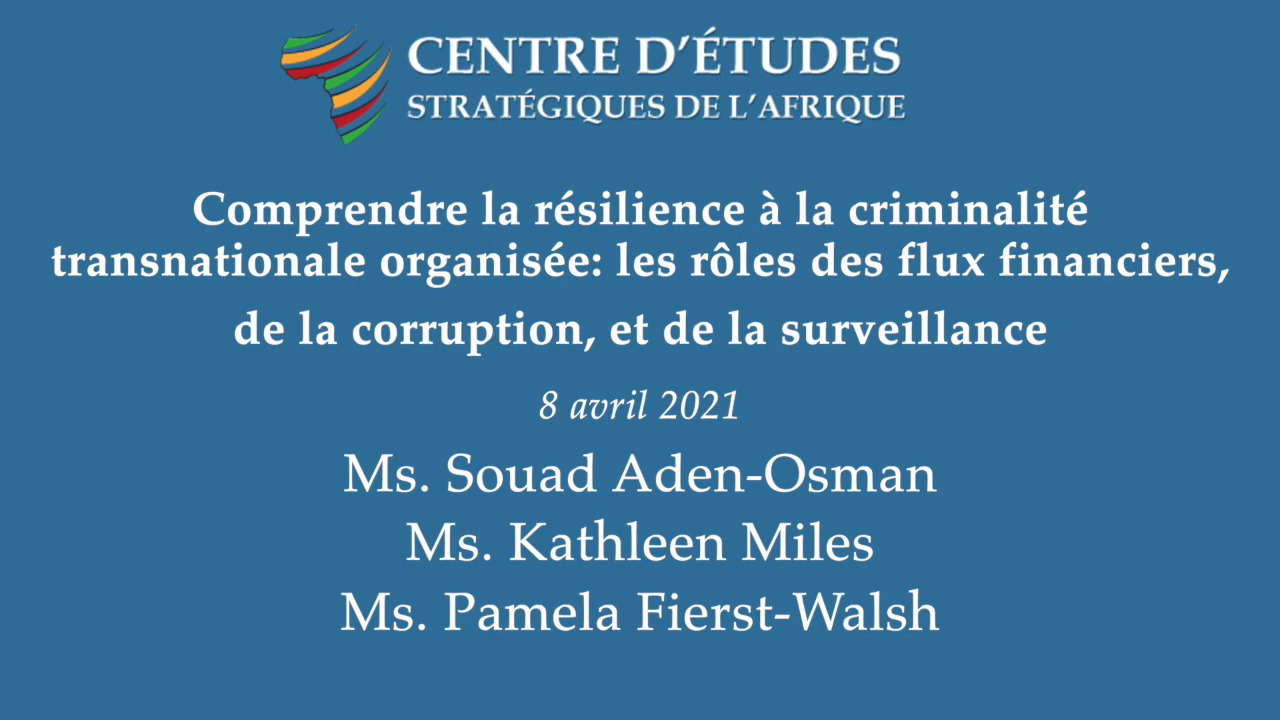 CENTRE D'ÉTUDES
STRATÉGIQUES DE L'AFRIQUE
Comprendre la résilience à la criminalité
transnationale organisée: les rôles des flux financiers,
de la corruption, et de la surveillance
8 avril 2021
Ms. Souad Aden-Osman
Ms. Kathleen Miles
Ms. Pamela Fierst-Walsh